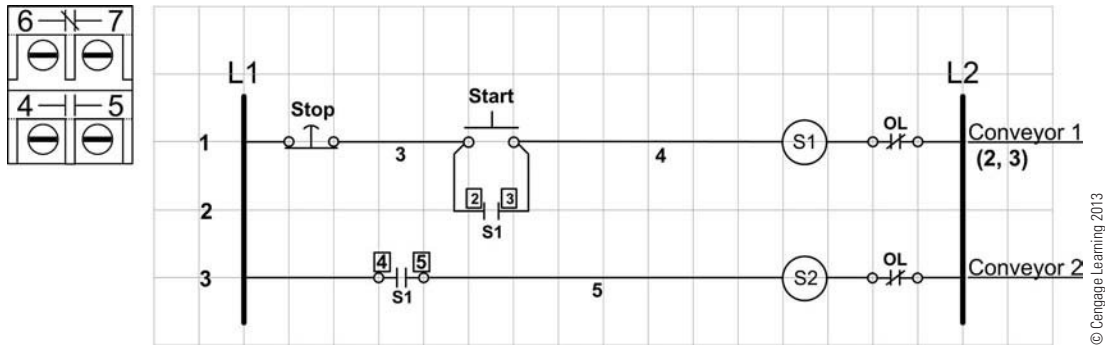 6 7
4 5
L1
L2
Stop
Start
OL
1
3
4
S1
Conveyor 1
(2, 3)
2
2 3
S1
4 5
OL
3
S1
5
S2
Conveyor 2
© Cengage Learning 2013